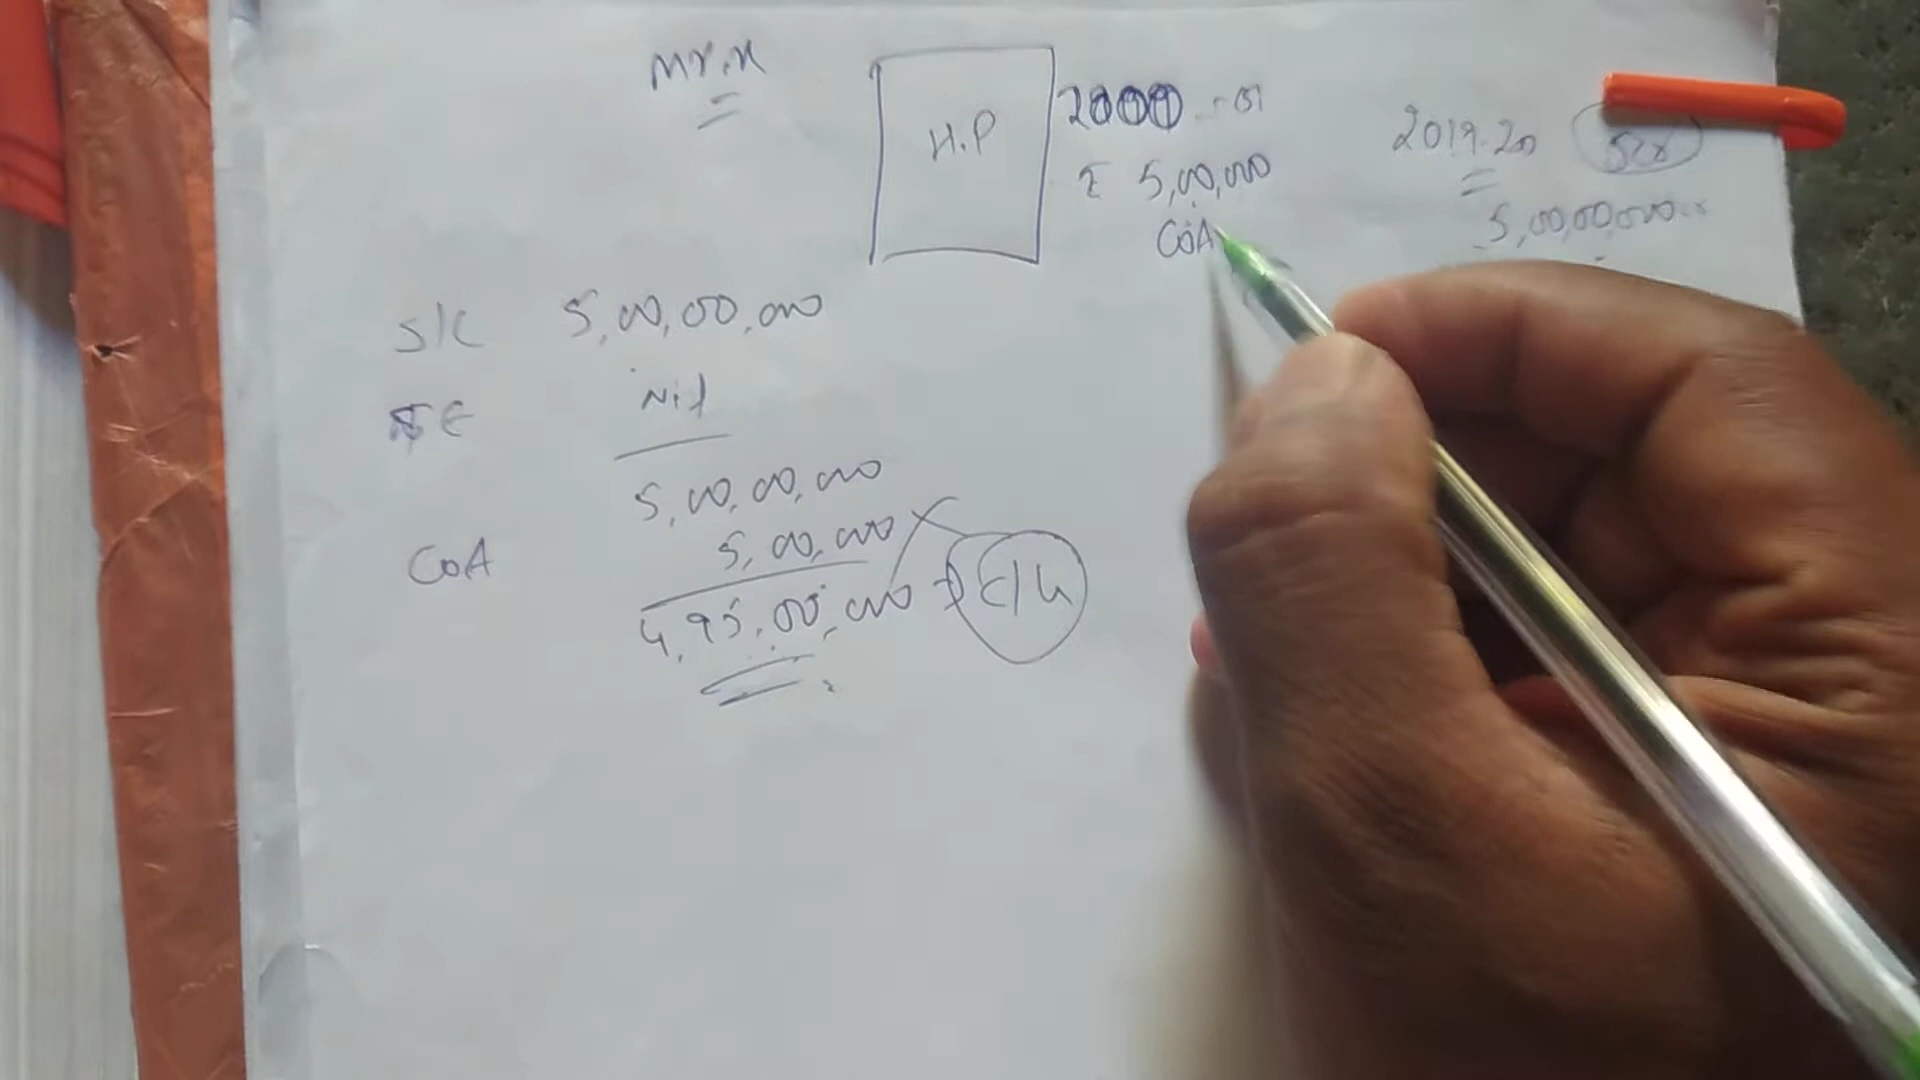 Mr. X
H.P
2000-01
₹ 5,00,000
COA
2019-20
5,00,00,000
S/C 5,00,00,000
E Nil
5,00,00,000
COA 5,00,000
4,95,00,000